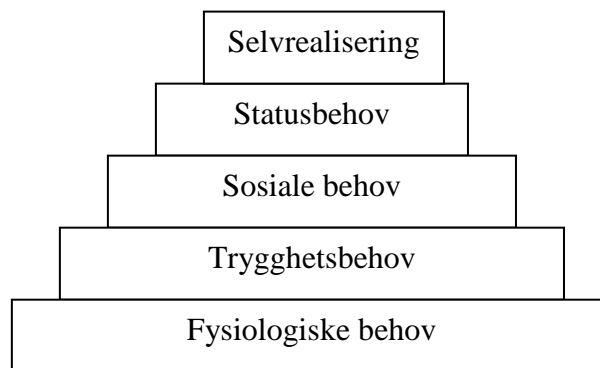 Selvrealisering
Statusbehov
Sosiale behov
Trygghetsbehov
Fysiologiske behov